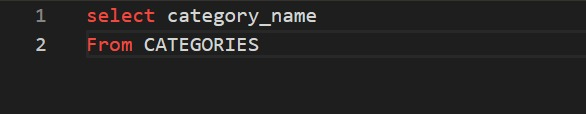 1 select category_name
2 From CATEGORIES